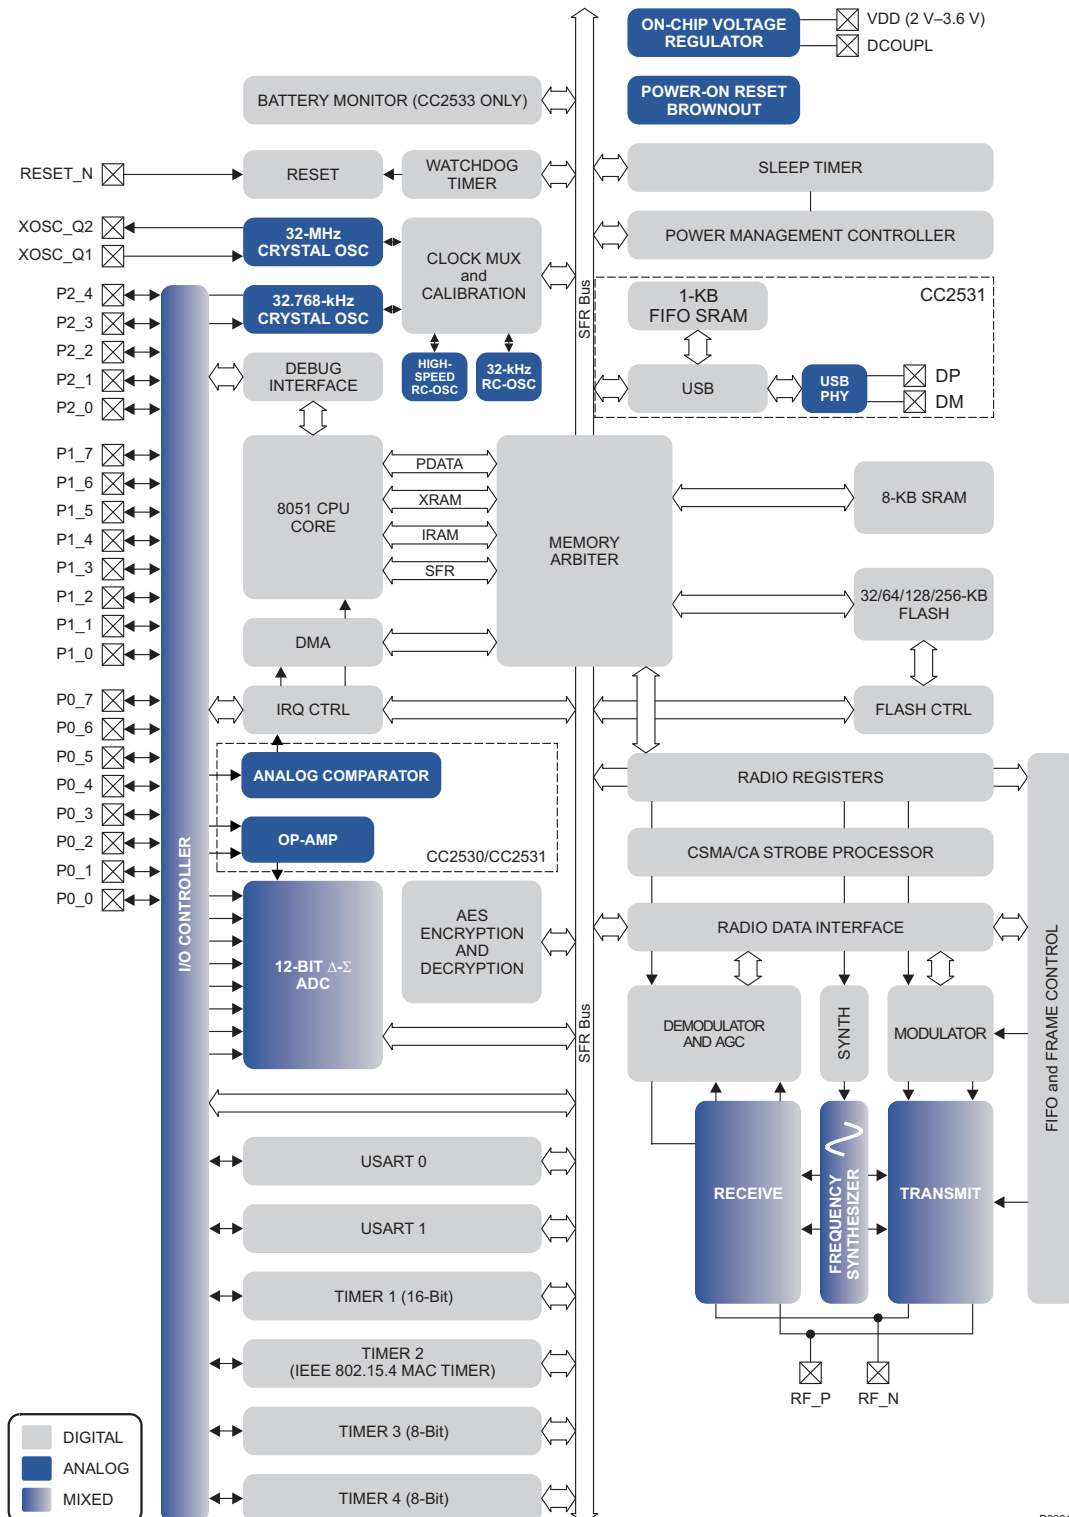 ON-CHIP VOLTAGE
REGULATOR
VDD (2 V–3.6 V)
DCOUPL
BATTERY MONITOR (CC2533 ONLY)
POWER-ON RESET
BROWNOUT
RESET_N
RESET
WATCHDOG
TIMER
SLEEP TIMER
XOSC_Q2
XOSC_Q1
32-MHz
CRYSTAL OSC
CLOCK MUX
and
CALIBRATION
POWER MANAGEMENT CONTROLLER
SFR Bus
P2_4
P2_3
P2_2
P2_1
P2_0
32.768-kHz
CRYSTAL OSC
HIGH-
SPEED
RC-OSC
32-kHz
RC-OSC
DEBUG
INTERFACE
1-KB
FIFO SRAM
CC2531
USB
USB
PHY
DP
DM
P1_7
P1_6
P1_5
P1_4
P1_3
P1_2
P1_1
P1_0
8051 CPU
CORE
PDATA
XRAM
IRAM
SFR
MEMORY
ARBITER
8-KB SRAM
32/64/128/256-KB
FLASH
DMA
P0_7
P0_6
P0_5
P0_4
P0_3
P0_2
P0_1
P0_0
IRQ CTRL
FLASH CTRL
ANALOG COMPARATOR
OP-AMP
CC2530/CC2531
RADIO REGISTERS
CSMA/CA STROBE PROCESSOR
RADIO DATA INTERFACE
I/O CONTROLLER
12-BIT Δ-Σ
ADC
AES
ENCRYPTION
AND
DECRYPTION
SFR Bus
DEMODULATOR
AND AGC
SYNTH
MODULATOR
FIFO and FRAME CONTROL
RECEIVE
FREQUENCY
SYNTHESIZER
TRANSMIT
USART 0
USART 1
TIMER 1 (16-Bit)
TIMER 2
(IEEE 802.15.4 MAC TIMER)
TIMER 3 (8-Bit)
TIMER 4 (8-Bit)
RF_P
RF_N
DIGITAL
ANALOG
MIXED